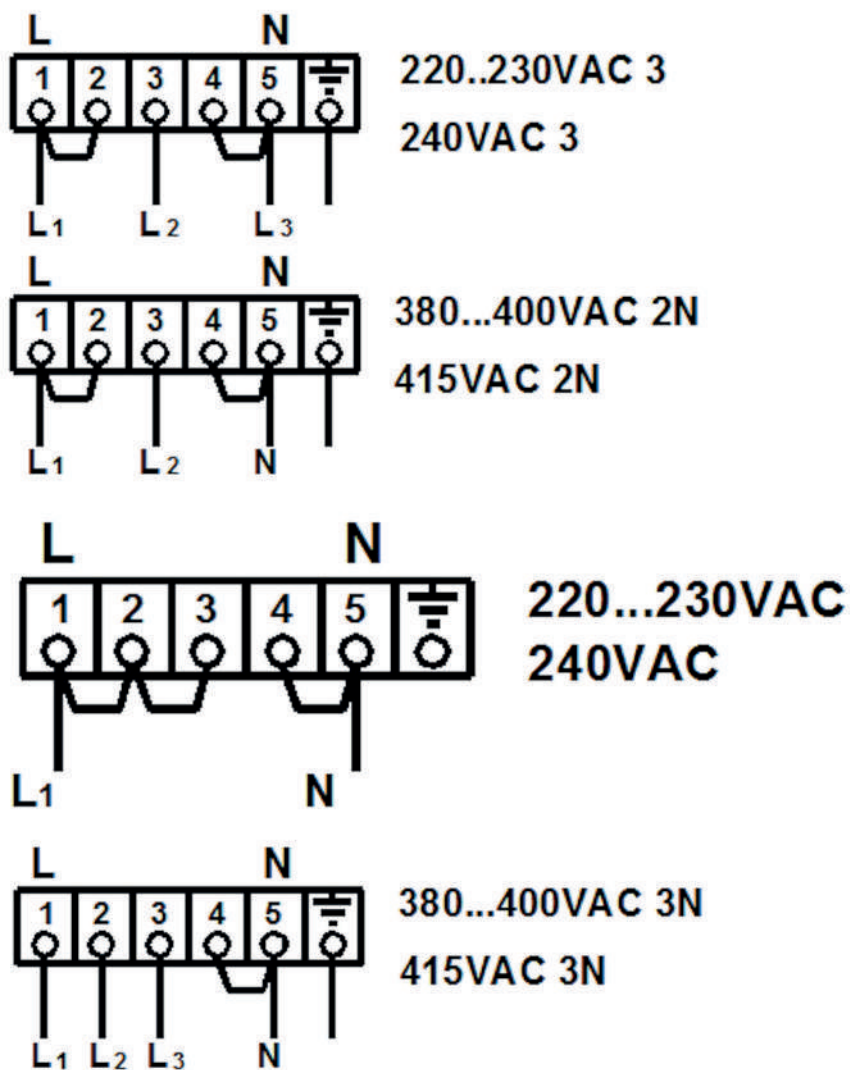 L N
1 2 3 4 5
220..230VAC 3
240VAC 3
L1 L2 L3
L N
1 2 3 4 5
380...400VAC 2N
415VAC 2N
L1 L2 N
L N
1 2 3 4 5
220...230VAC
240VAC
L1 N
L N
1 2 3 4 5
380...400VAC 3N
415VAC 3N
L1 L2 L3 N